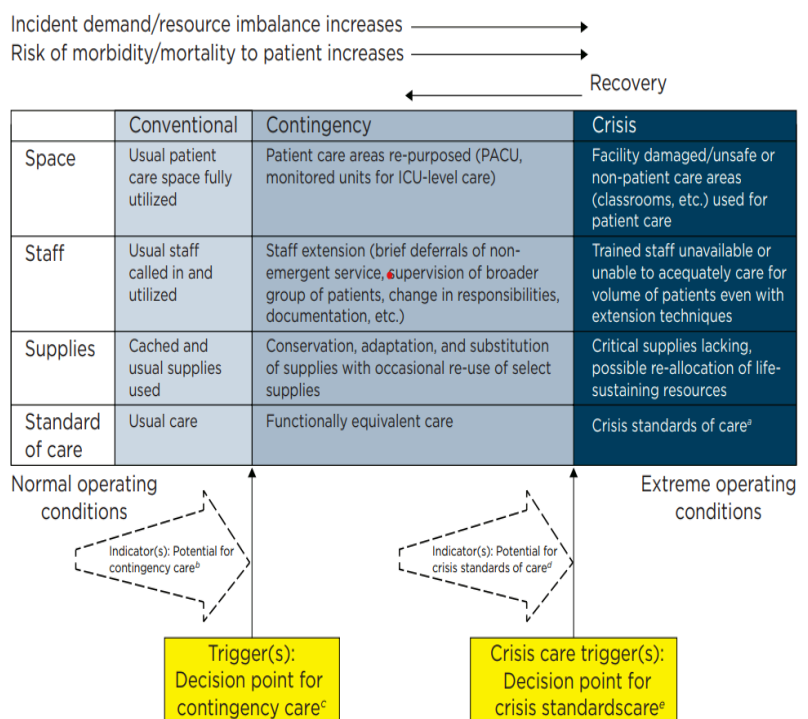 Incident demand/resource imbalance increases
Risk of morbidity/mortality to patient increases
Recovery
Conventional
Contingency
Crisis
Space
Usual patient
care space fully
utilized
Patient care areas re-purposed (PACU,
monitored units for ICU-level care)
Facility damaged/unsafe or
non-patient care areas
(classrooms, etc.) used for
patient care
Staff
Usual staff
called in and
utilized
Staff extension (brief deferrals of non-
emergent service, supervision of broader
group of patients, change in responsibilities,
documentation, etc.)
Trained staff unavailable or
unable to acequately care for
volume of patients even with
extension techniques
Supplies
Cached and
usual supplies
used
Conservation, adaptation, and substitution
of supplies with occasional re-use of select
supplies
Critical supplies lacking,
possible re-allocation of life-
sustaining resources
Standard
of care
Usual care
Functionally equivalent care
Crisis standards of careᵃ
Normal operating
conditions
Extreme operating
conditions
Indicator(s): Potential for
contingency careᵇ
Indicator(s): Potential for
crisis standards of careᵈ
Trigger(s):
Decision point for
contingency careᶜ
Crisis care trigger(s):
Decision point for
crisis standardscareᵉ